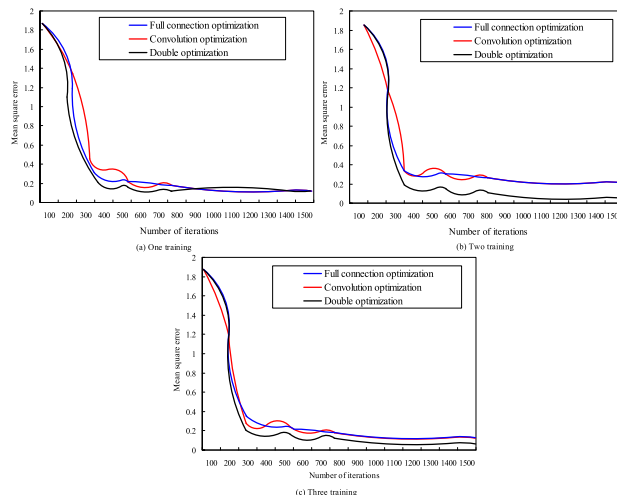 2
1.8
1.6
1.4
1.2
1
0.8
0.6
0.4
0.2
0
Mean square error
Full connection optimization
Convolution optimization
Double optimization
100 200 300 400 500 600 700 800 900 1000 1100 1200 1300 1400 1500
Number of iterations
(a) One training
2
1.8
1.6
1.4
1.2
1
0.8
0.6
0.4
0.2
0
Mean square error
Full connection optimization
Convolution optimization
Double optimization
100 200 300 400 500 600 700 800 900 1000 1100 1200 1300 1400 1500
Number of iterations
(b) Two training
2
1.8
1.6
1.4
1.2
1
0.8
0.6
0.4
0.2
0
Mean square error
Full connection optimization
Convolution optimization
Double optimization
100 200 300 400 500 600 700 800 900 1000 1100 1200 1300 1400 1500
Number of iterations
(c) Three training